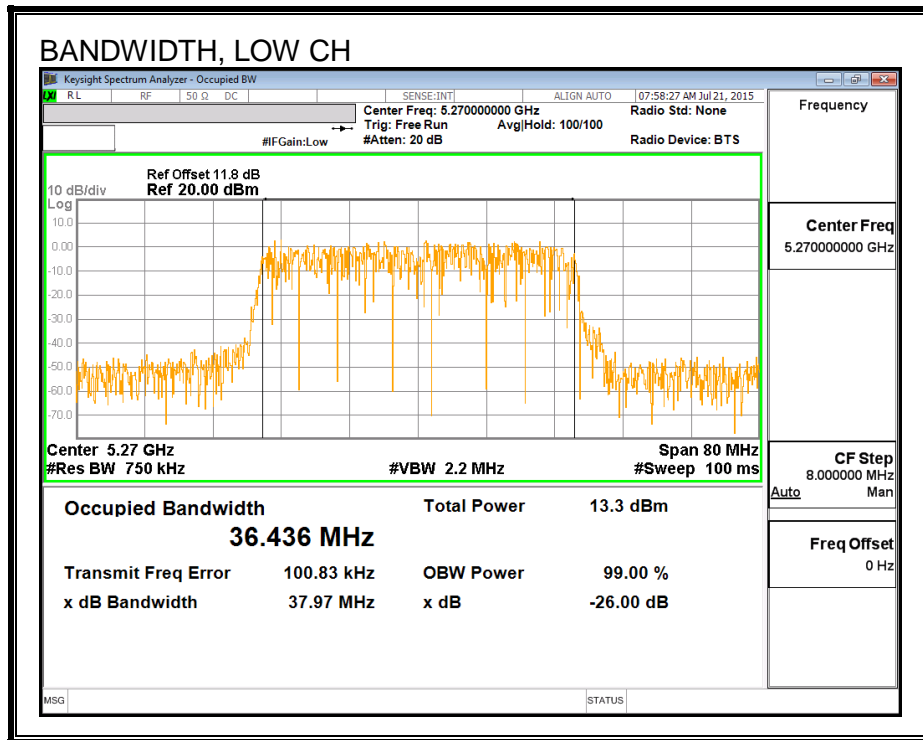 BANDWIDTH, LOW CH
Keysight Spectrum Analyzer - Occupied BW
LXI RL RF 50 Ω DC SENSE:INT ALIGN AUTO 07:58:27 AM Jul 21, 2015
Center Freq: 5.270000000 GHz Radio Std: None
Trig: Free Run Avg|Hold: 100/100
#IFGain:Low #Atten: 20 dB Radio Device: BTS
Frequency
Ref Offset 11.8 dB
10 dB/div Ref 20.00 dBm
Log
10.0
0.00
-10.0
-20.0
-30.0
-40.0
-50.0
-60.0
-70.0
Center 5.27 GHz Span 80 MHz
#Res BW 750 kHz #VBW 2.2 MHz #Sweep 100 ms
Occupied Bandwidth Total Power 13.3 dBm
36.436 MHz
Transmit Freq Error 100.83 kHz OBW Power 99.00 %
x dB Bandwidth 37.97 MHz x dB -26.00 dB
Center Freq
5.270000000 GHz
CF Step
8.000000 MHz
Auto Man
Freq Offset
0 Hz
MSG STATUS